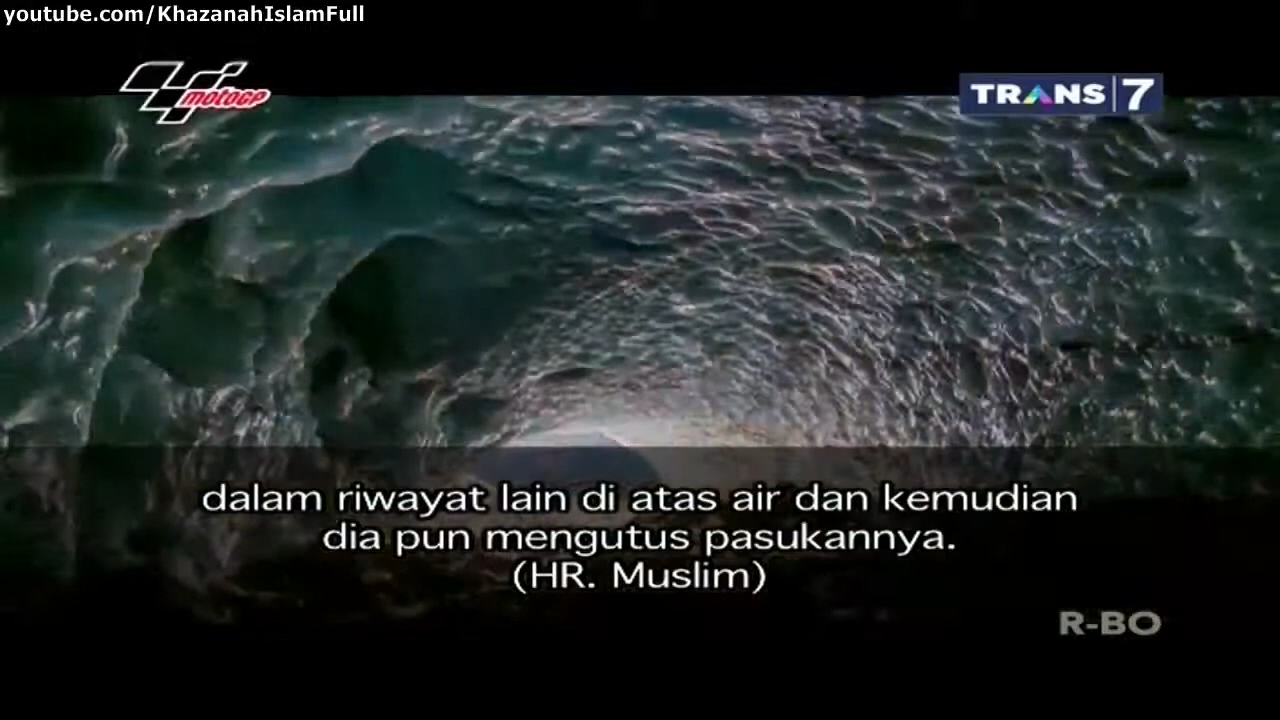 youtube.com/KhazanahIslamFull
motoGP
TRANS 7
dalam riwayat lain di atas air dan kemudian
dia pun mengutus pasukannya.
(HR. Muslim)
R-BO